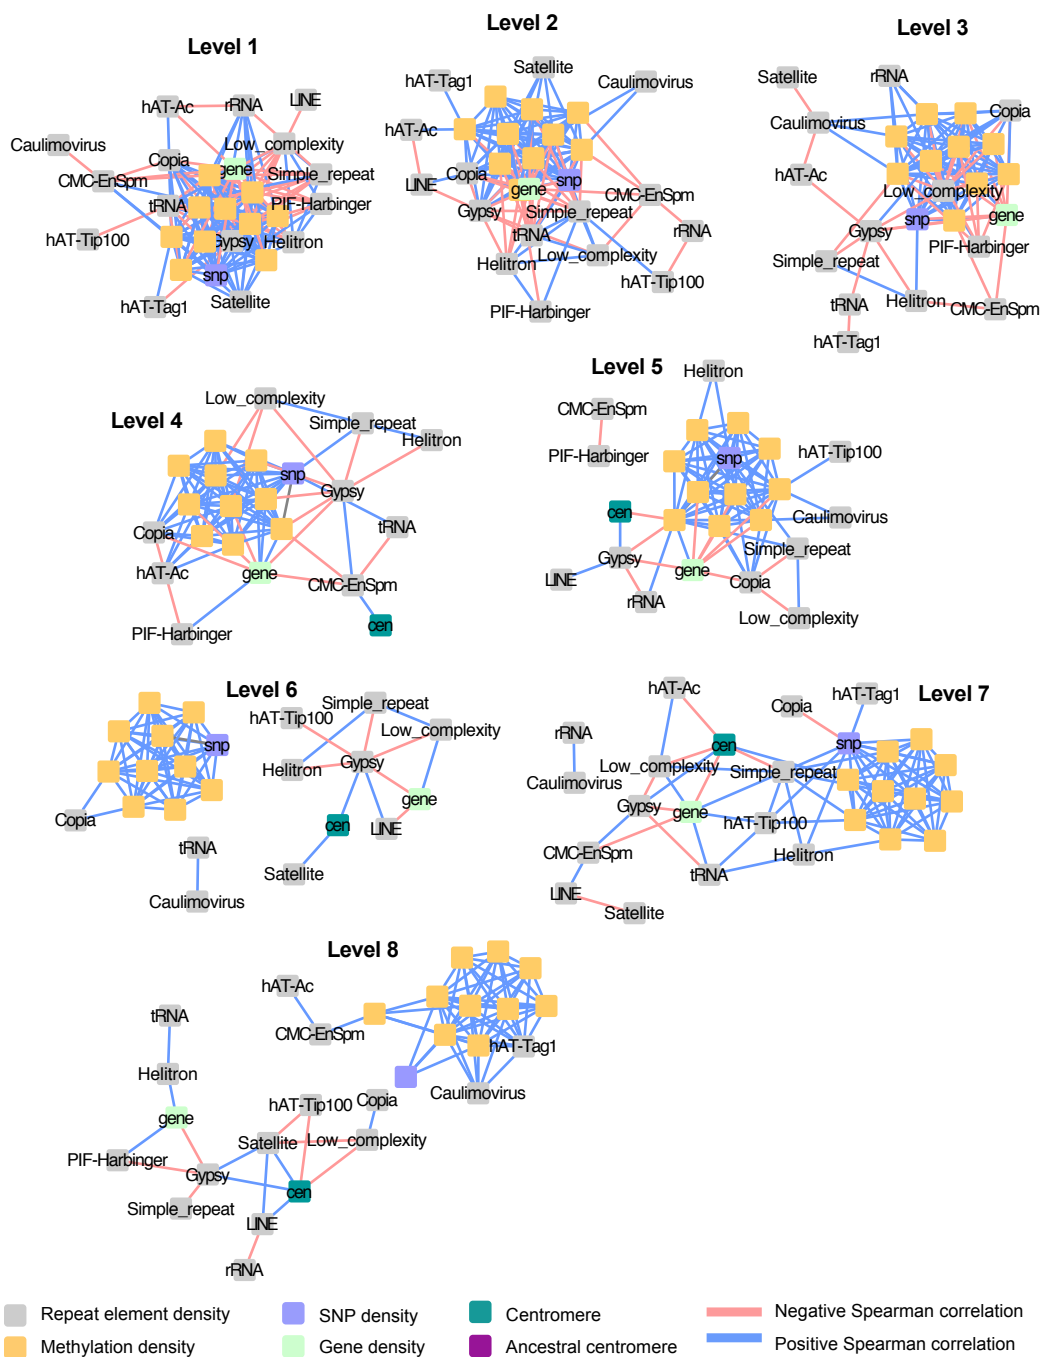 Level 1
hAT-Ac
rRNA
LINE
Caulimovirus
Low_complexity
Copia
gene
CMC-EnSpm
Simple_repeat
tRNA
PIF-Harbinger
hAT-Tip100
Gypsy
Helitron
snp
hAT-Tag1
Satellite
Level 2
Satellite
hAT-Tag1
Caulimovirus
hAT-Ac
Copia
snp
LINE
gene
CMC-EnSpm
Gypsy
Simple_repeat
tRNA
rRNA
Helitron
Low_complexity
hAT-Tip100
PIF-Harbinger
Level 3
Satellite
rRNA
Copia
Caulimovirus
hAT-Ac
Low_complexity
snp
gene
Gypsy
PIF-Harbinger
Simple_repeat
tRNA
Helitron
CMC-EnSpm
hAT-Tag1
Level 4
Low_complexity
Simple_repeat
Helitron
snp
Gypsy
Copia
tRNA
hAT-Ac
gene
CMC-EnSpm
PIF-Harbinger
cen
Level 5
Helitron
CMC-EnSpm
PIF-Harbinger
snp
hAT-Tip100
cen
Caulimovirus
Simple_repeat
Gypsy
LINE
gene
Copia
rRNA
Low_complexity
Level 6
Simple_repeat
hAT-Tip100
Low_complexity
snp
Helitron
Gypsy
gene
Copia
cen
LINE
tRNA
Satellite
Caulimovirus
Level 7
hAT-Ac
hAT-Tag1
Copia
rRNA
cen
snp
Low_complexity
Simple_repeat
Caulimovirus
Gypsy
gene
hAT-Tip100
CMC-EnSpm
Helitron
tRNA
LINE
Satellite
Level 8
hAT-Ac
tRNA
CMC-EnSpm
hAT-Tag1
Helitron
Caulimovirus
hAT-Tip100
Copia
gene
Satellite
Low_complexity
PIF-Harbinger
Gypsy
cen
Simple_repeat
LINE
rRNA
Repeat element density
SNP density
Centromere
Negative Spearman correlation
Methylation density
Gene density
Ancestral centromere
Positive Spearman correlation